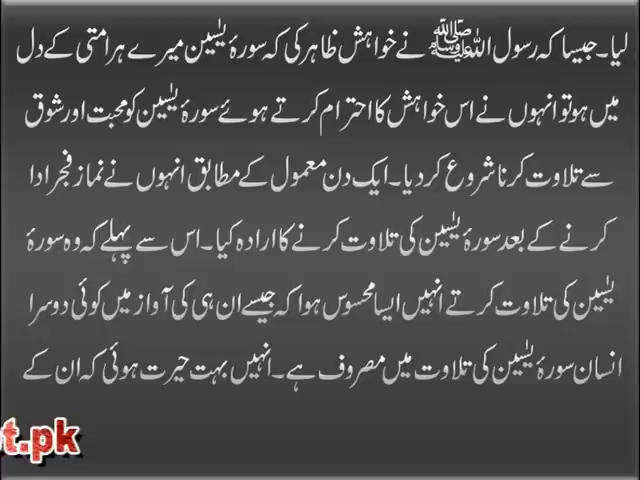 لیا۔ جیسا کہ رسول اللہ ﷺ نے خواہش ظاہر کی کہ سورۂ یٰسین میرے ہر امتی کے دل
میں ہو تو انہوں نے اس خواہش کا احترام کرتے ہوئے سورۂ یٰسین کو محبت اور شوق
سے تلاوت کرنا شروع کردیا۔ ایک دن معمول کے مطابق انہوں نے نماز فجر ادا
کرنے کے بعد سورۂ یٰسین کی تلاوت کرنے کا ارادہ کیا۔ اس سے پہلے کہ وہ سورۂ
یٰسین کی تلاوت کرتے انہیں ایسا محسوس ہوا کہ جیسے ان ہی کی آواز میں کوئی دوسرا
انسان سورۂ یٰسین کی تلاوت میں مصروف ہے۔ انہیں بہت حیرت ہوئی کہ ان کے
t.pk